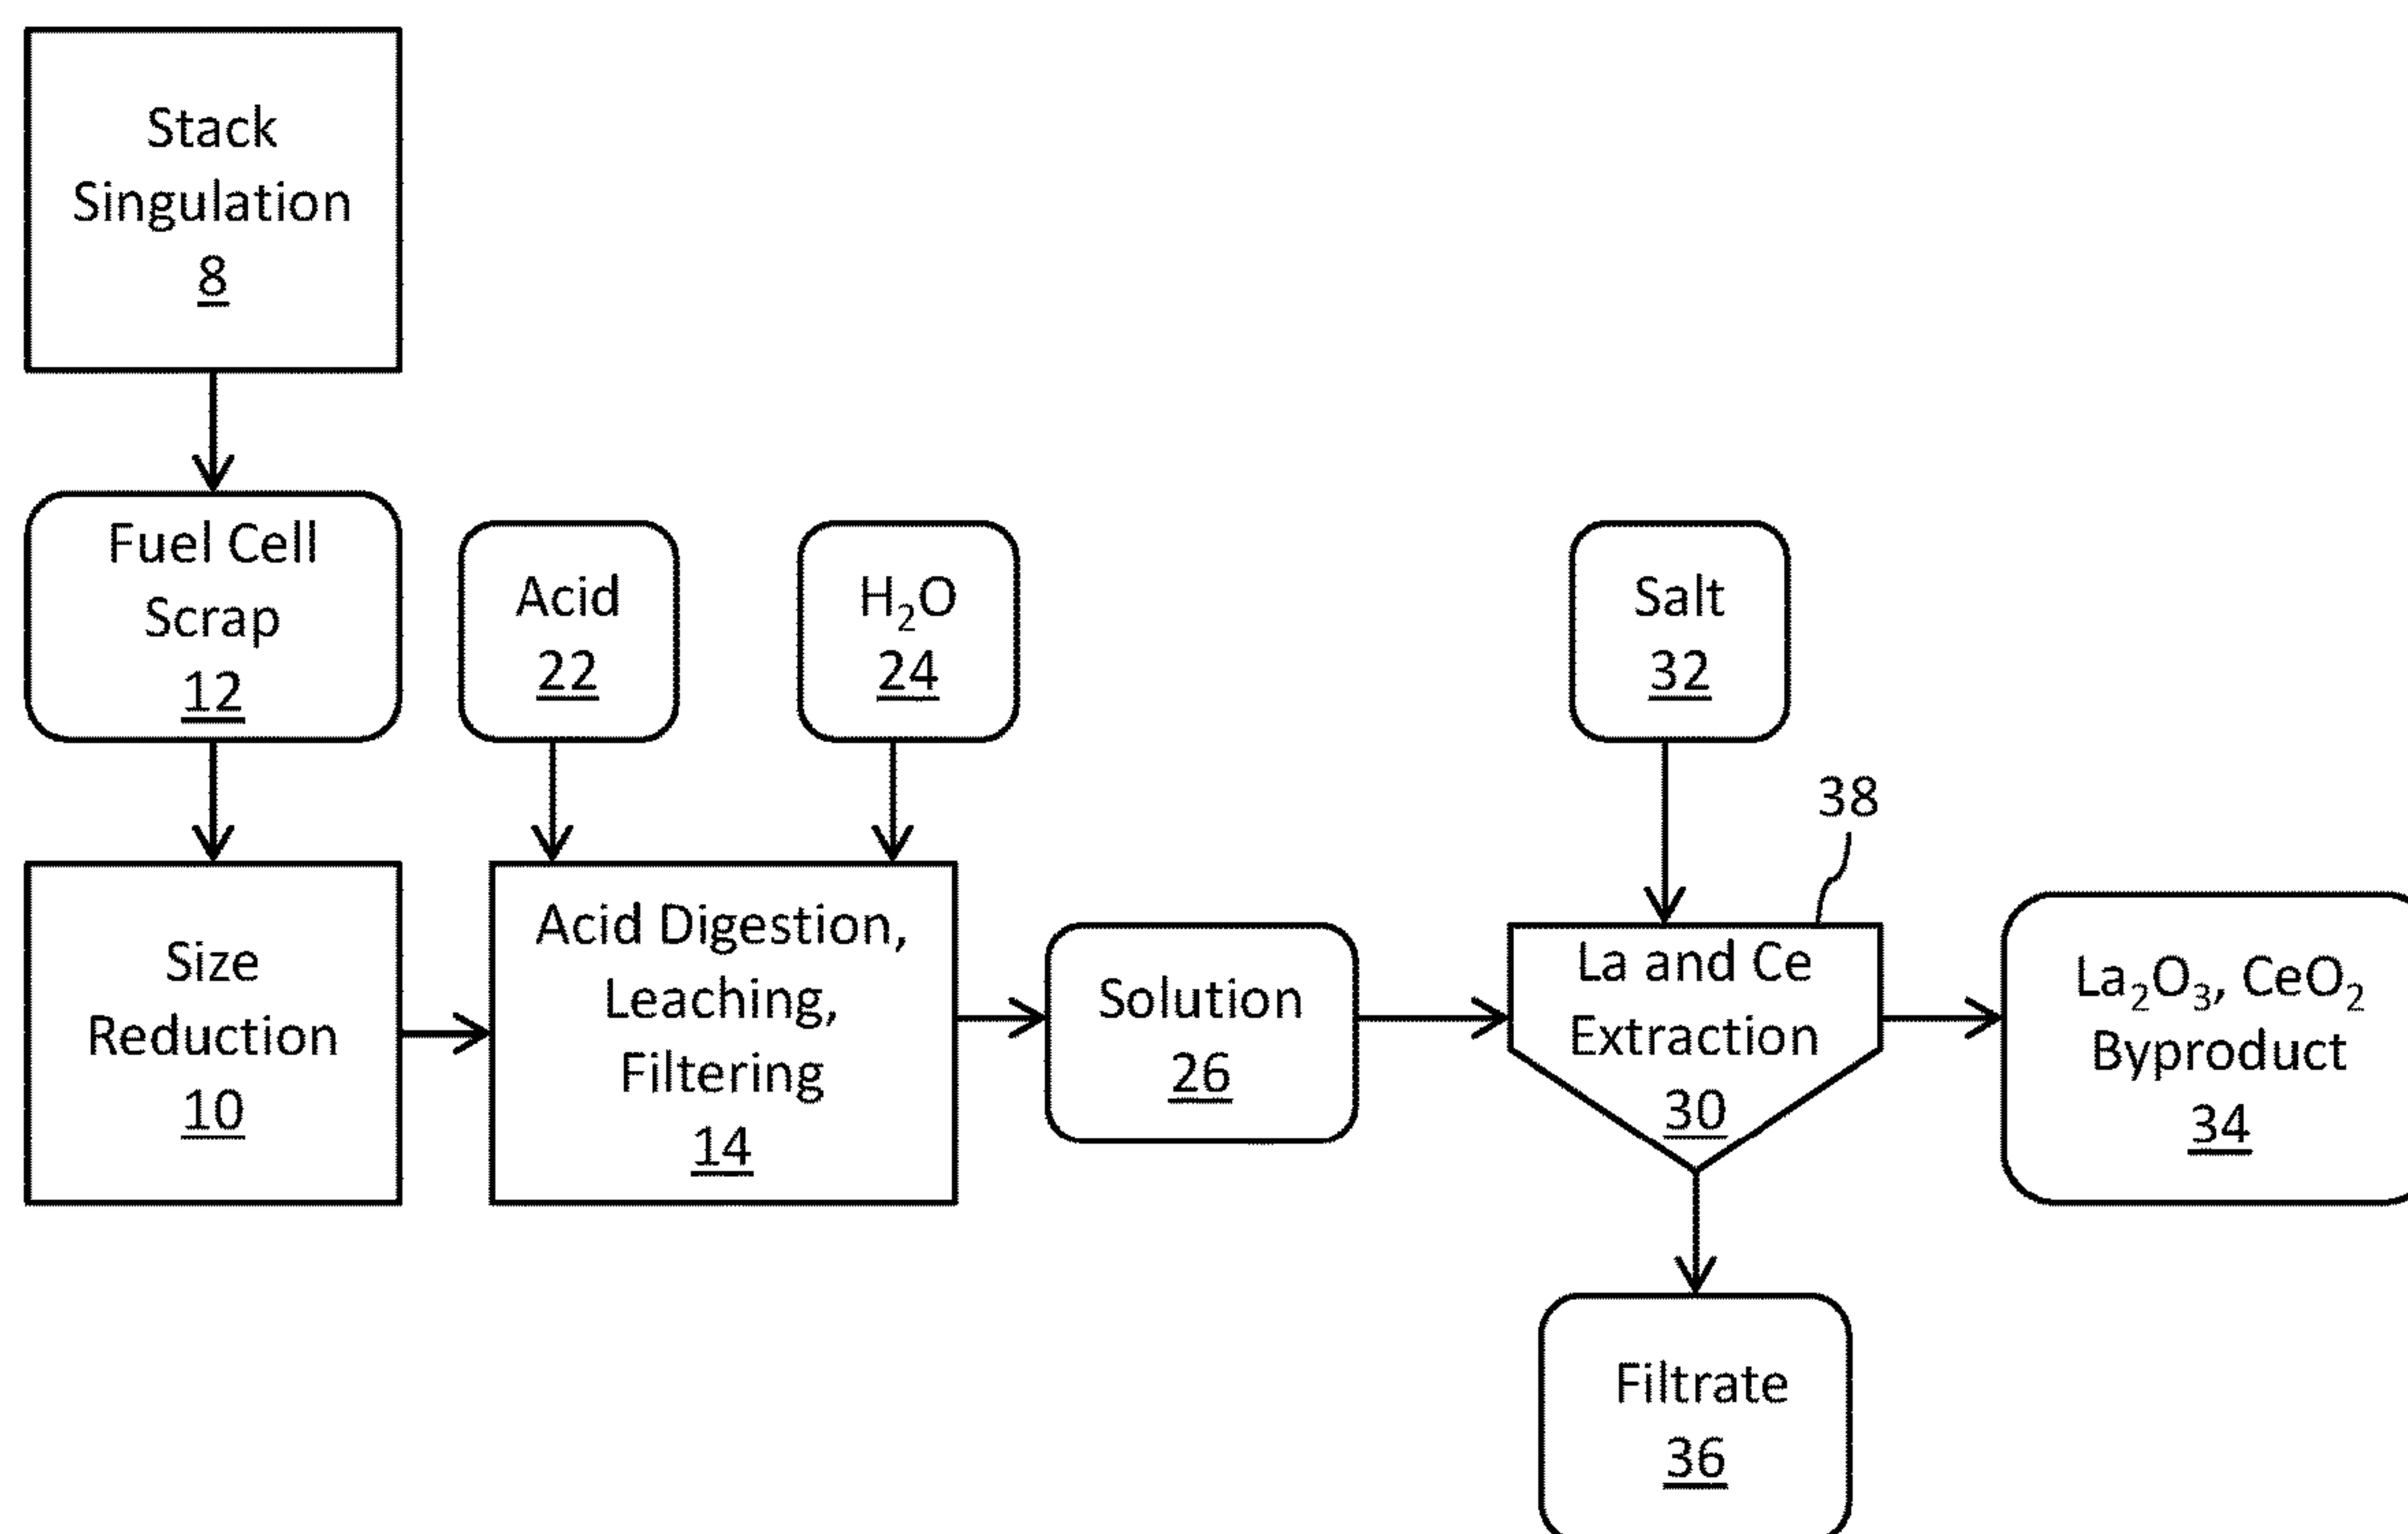 Stack
Singulation
8
Fuel Cell
Scrap
12
Acid
22
H₂O
24
Salt
32
38
Size
Reduction
10
Acid Digestion,
Leaching,
Filtering
14
Solution
26
La and Ce
Extraction
30
La₂O₃, CeO₂
Byproduct
34
Filtrate
36